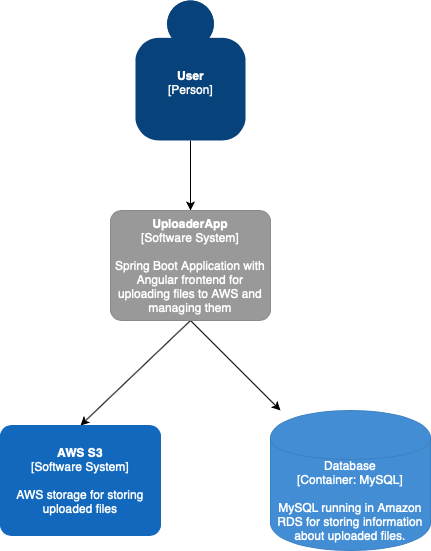 User
[Person]
UploaderApp
[Software System]
Spring Boot Application with
Angular frontend for
uploading files to AWS and
managing them
AWS S3
[Software System]
AWS storage for storing
uploaded files
Database
[Container: MySQL]
MySQL running in Amazon
RDS for storing information
about uploaded files.